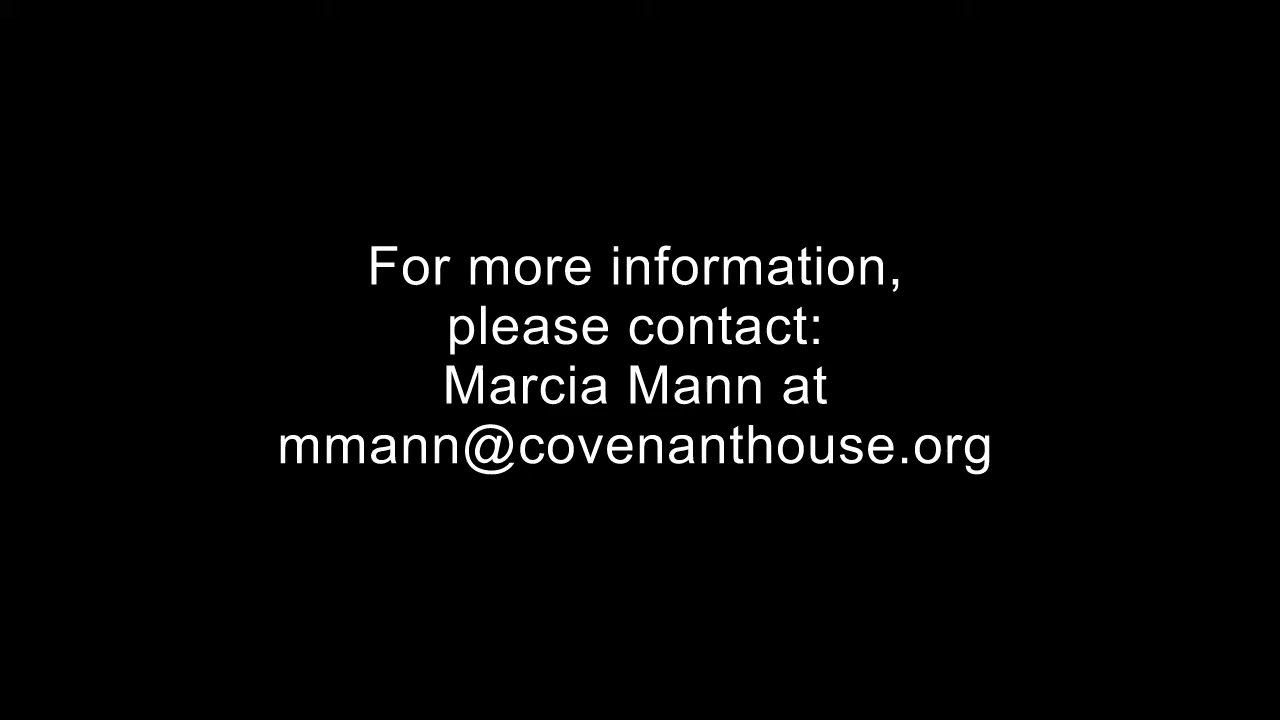 For more information,
please contact:
Marcia Mann at
mmann@covenanthouse.org